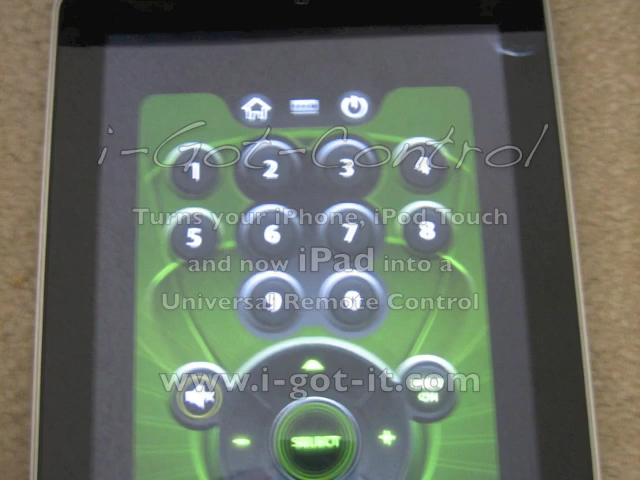 i-Got-Control
1 2 3 4
Turns your iPhone, iPod Touch
5 6 7 8
and now iPad into a
Universal Remote Control
9
www.i-got-it.com
- SELECT +